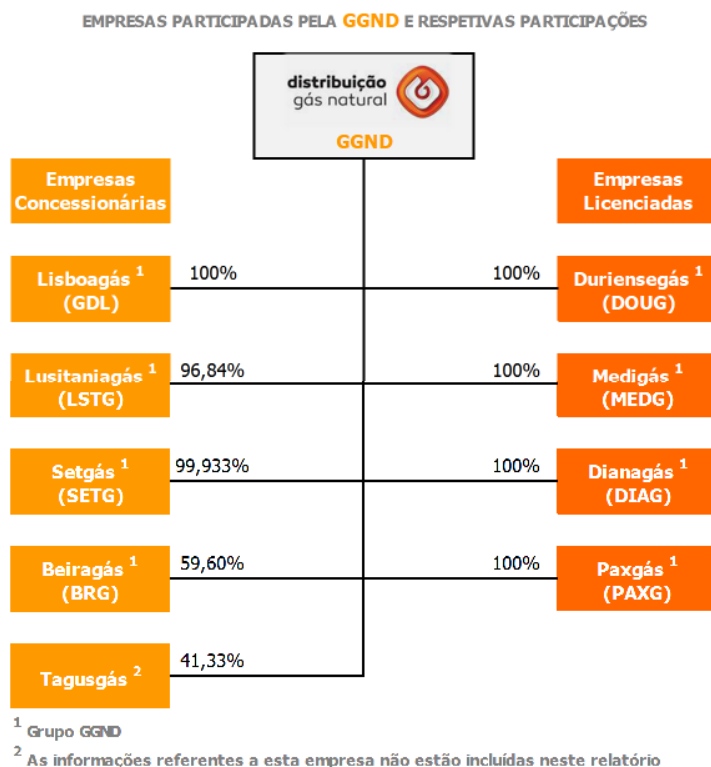 EMPRESAS PARTICIPADAS PELA GGND E RESPETIVAS PARTICIPAÇÕES
distribuição
gás natural
GGND
Empresas
Concessionárias
Empresas
Licenciadas
Lisboagás ¹
(GDL)
100%
100%
Duriensegás ¹
(DOUG)
Lusitaniagás ¹
(LSTG)
96,84%
100%
Medigás ¹
(MEDG)
Setgás ¹
(SETG)
99,933%
100%
Dianagás ¹
(DIAG)
Beiragás ¹
(BRG)
59,60%
100%
Paxgás ¹
(PAXG)
Tagusgás ²
41,33%
¹ Grupo GGND
² As informações referentes a esta empresa não estão incluídas neste relatório